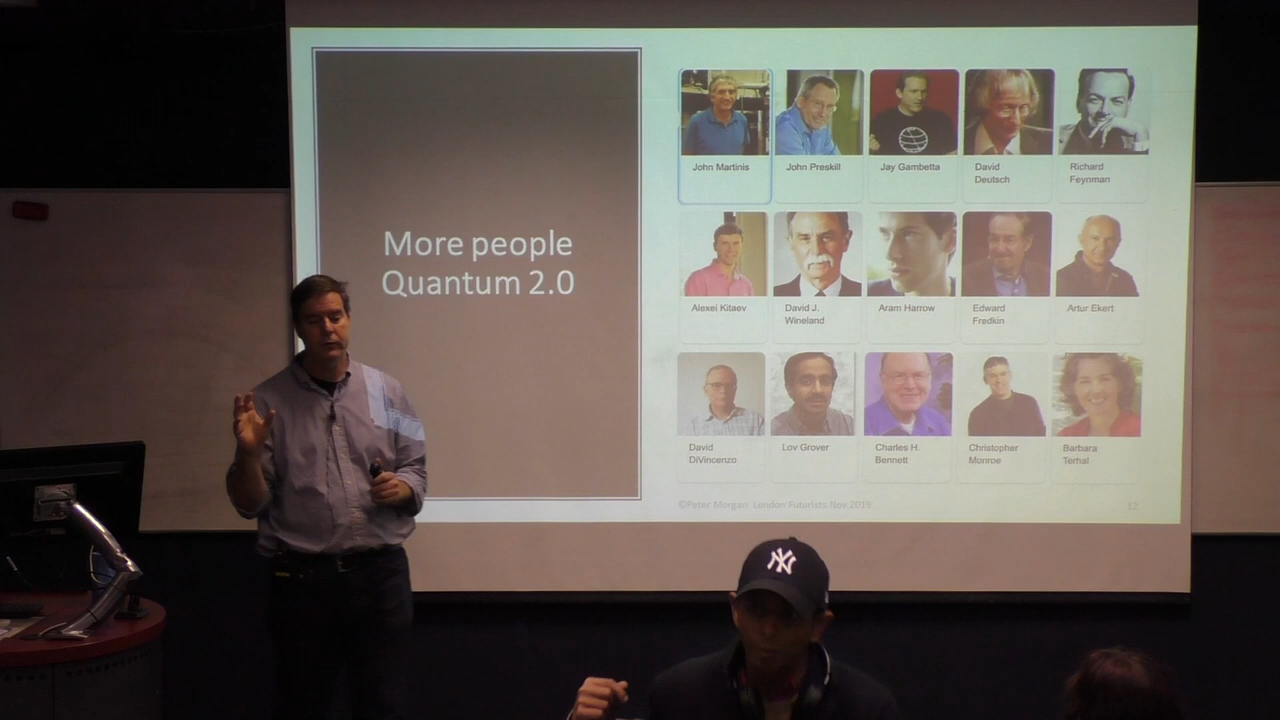 More people
Quantum 2.0
John Martinis
John Preskill
Jay Gambetta
David
Deutsch
Richard
Feynman
Alexei Kitaev
David J.
Wineland
Aram Harrow
Edward
Fredkin
Artur Ekert
David
DiVincenzo
Lov Grover
Charles H.
Bennett
Christopher
Monroe
Barbara
Terhal
©Peter Morgan London Futurists Nov 2019
12
NY